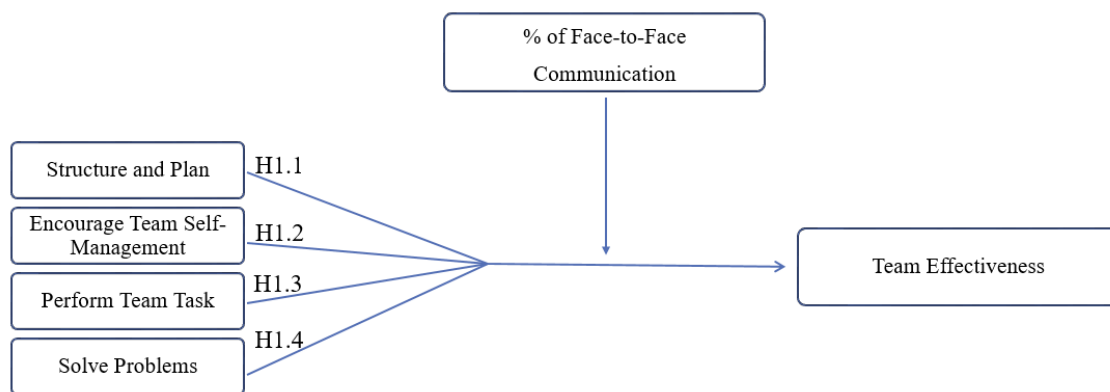 % of Face-to-Face
Communication
Structure and Plan
H1.1
Encourage Team Self-
Management
H1.2
Perform Team Task
H1.3
Solve Problems
H1.4
Team Effectiveness